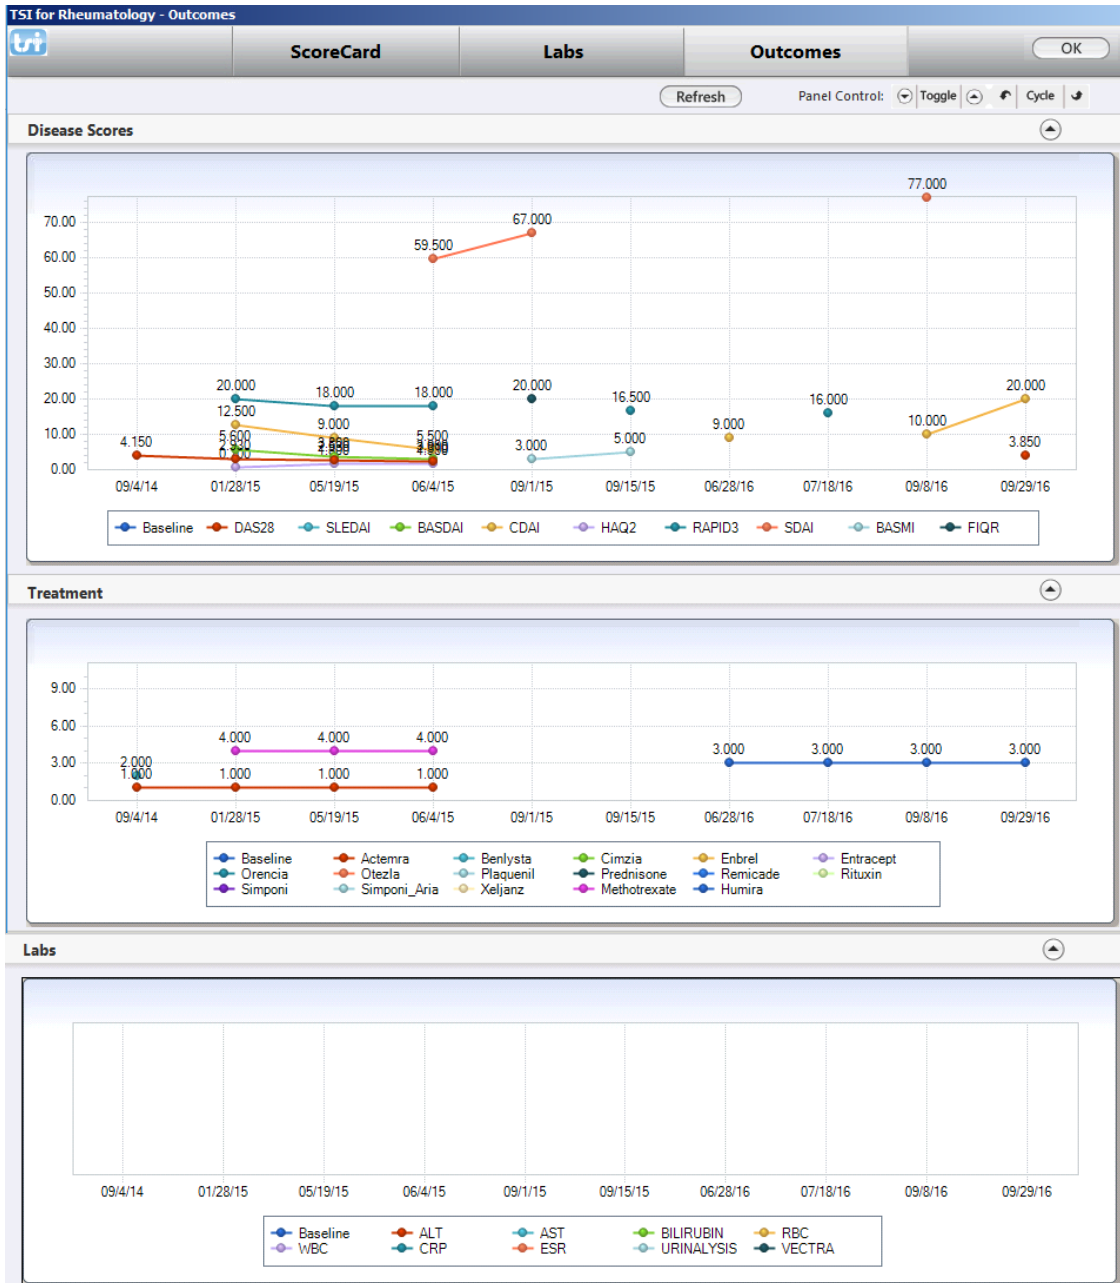 TSI for Rheumatology - Outcomes
tsi ScoreCard Labs Outcomes OK
Refresh Panel Control: Toggle Cycle
Disease Scores
77.000
70.00
67.000
60.00
59.500
50.00
40.00
30.00
20.000 18.000 18.000 20.000 16.500 16.000 20.000
20.00
12.500 9.000 5.500 9.000 10.000
10.00
4.150 5.600 3.000 5.000 3.850
0.00
09/4/14 01/28/15 05/19/15 06/4/15 09/1/15 09/15/15 06/28/16 07/18/16 09/8/16 09/29/16
Baseline DAS28 SLEDAI BASDAI CDAI HAQ2 RAPID3 SDAI BASMI FIQR
Treatment
9.00
6.00
4.000 4.000 4.000
3.00
2.000 3.000 3.000 3.000 3.000
1.000 1.000 1.000 1.000
0.00
09/4/14 01/28/15 05/19/15 06/4/15 09/1/15 09/15/15 06/28/16 07/18/16 09/8/16 09/29/16
Baseline Actemra Benlysta Cimzia Enbrel Entracept
Orencia Otezla Plaquenil Prednisone Remicade Rituxin
Simponi Simponi_Aria Xeljanz Methotrexate Humira
Labs
09/4/14 01/28/15 05/19/15 06/4/15 09/1/15 09/15/15 06/28/16 07/18/16 09/8/16 09/29/16
Baseline ALT AST BILIRUBIN RBC
WBC CRP ESR URINALYSIS VECTRA